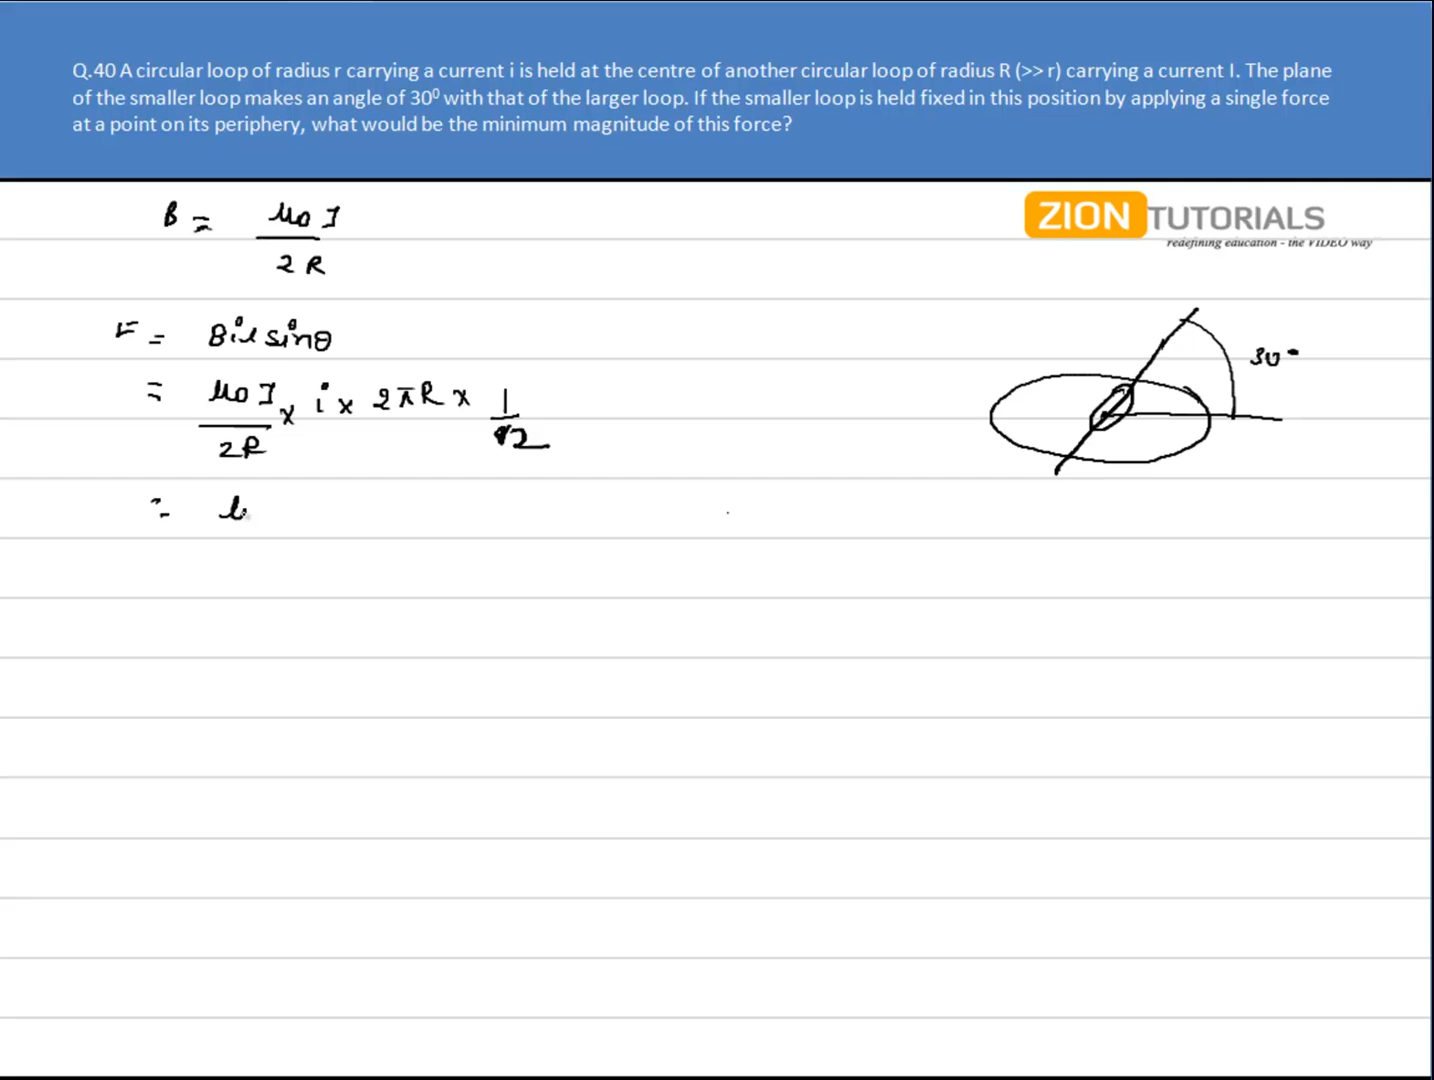 Q.40 A circular loop of radius r carrying a current i is held at the centre of another circular loop of radius R (>> r) carrying a current I. The plane
of the smaller loop makes an angle of 30⁰ with that of the larger loop. If the smaller loop is held fixed in this position by applying a single force
at a point on its periphery, what would be the minimum magnitude of this force?
ZION TUTORIALS
redefining education - the VIDEO way
B = μ₀ I / 2 R
F = Bil sinθ
= μ₀ I / 2R × i × 2πR × 1 / √2
=
30°